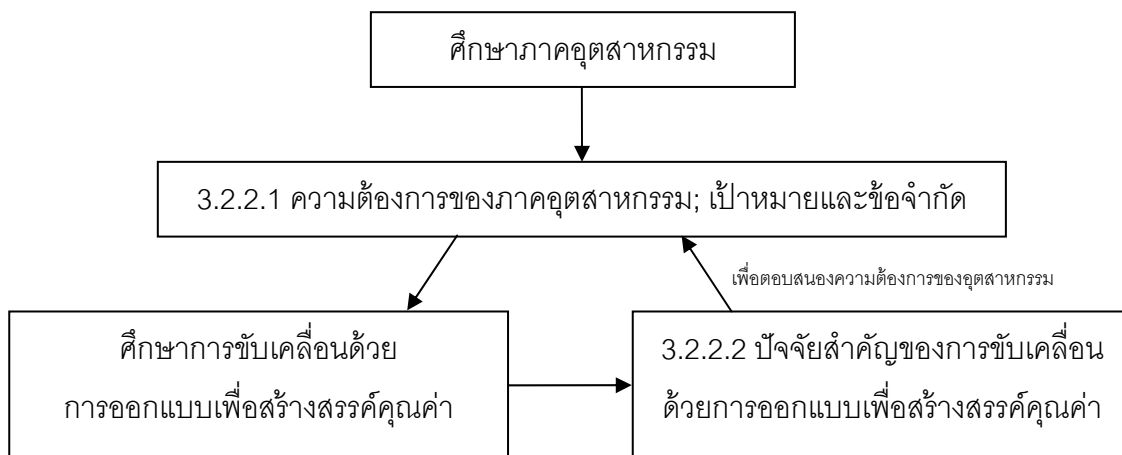 ศึกษาภาคอุตสาหกรรม
3.2.2.1 ความต้องการของภาคอุตสาหกรรม; เป้าหมายและข้อจำกัด
เพื่อตอบสนองความต้องการของอุตสาหกรรม
ศึกษาการขับเคลื่อนด้วย
การออกแบบเพื่อสร้างสรรค์คุณค่า
3.2.2.2 ปัจจัยสำคัญของการขับเคลื่อน
ด้วยการออกแบบเพื่อสร้างสรรค์คุณค่า